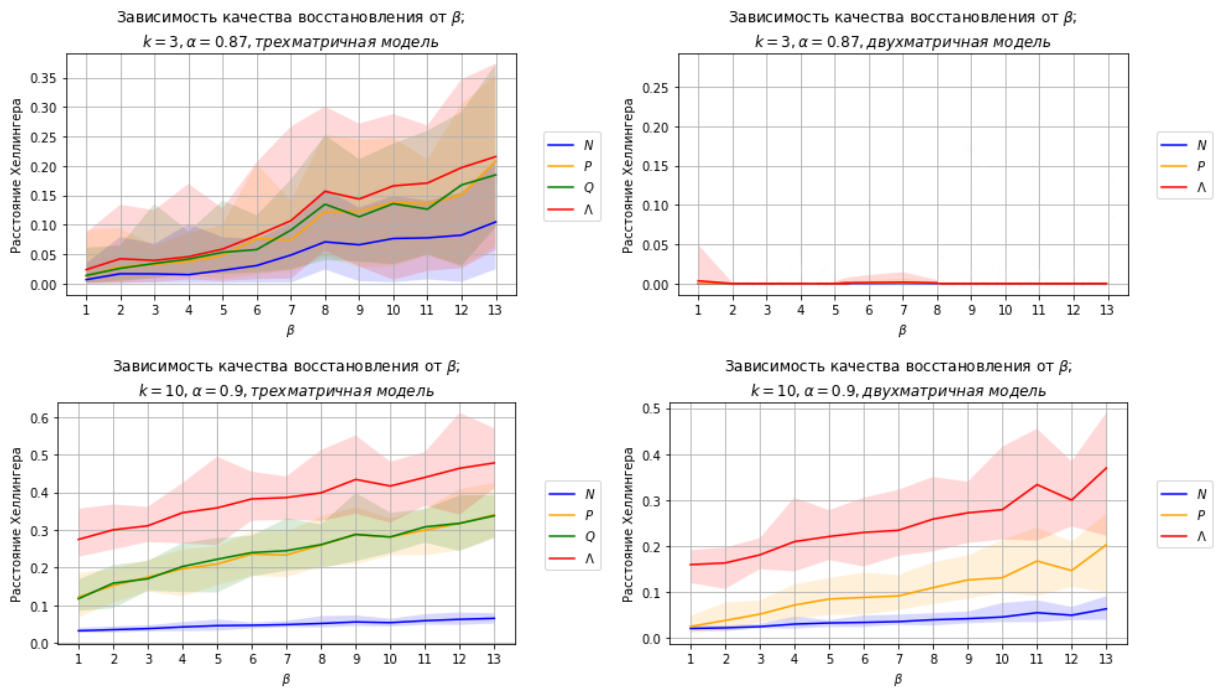 Зависимость качества восстановления от β;
k = 3, α = 0.87, трехматричная модель
Расстояние Хеллингера
0.35
0.30
0.25
0.20
0.15
0.10
0.05
0.00
1 2 3 4 5 6 7 8 9 10 11 12 13
β
N
P
Q
Λ
Зависимость качества восстановления от β;
k = 3, α = 0.87, двухматричная модель
Расстояние Хеллингера
0.25
0.20
0.15
0.10
0.05
0.00
1 2 3 4 5 6 7 8 9 10 11 12 13
β
N
P
Λ
Зависимость качества восстановления от β;
k = 10, α = 0.9, трехматричная модель
Расстояние Хеллингера
0.6
0.5
0.4
0.3
0.2
0.1
0.0
1 2 3 4 5 6 7 8 9 10 11 12 13
β
N
P
Q
Λ
Зависимость качества восстановления от β;
k = 10, α = 0.9, двухматричная модель
Расстояние Хеллингера
0.5
0.4
0.3
0.2
0.1
0.0
1 2 3 4 5 6 7 8 9 10 11 12 13
β
N
P
Λ